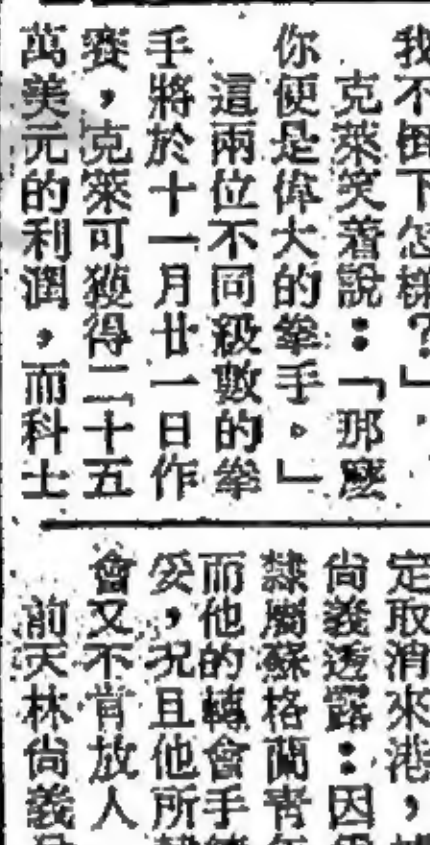 我不倒下怎樣？」
克萊笑着說：「那麼
你便是偉大的拳手。」
這兩位不同級數的拳
手將於十一月廿一日作
賽，克萊可獲得二十五
萬美元的利潤，而科士
定取消來港，
尚義透露：因
隸屬蘇格蘭青年
而他的轉會手續
妥，況且他所
會又不肯放人
前天林尚義